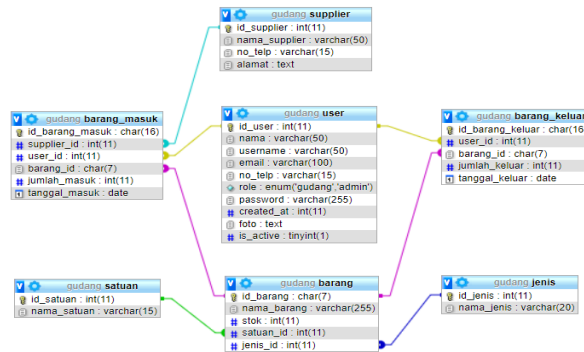 gudang supplier
id_supplier : int(11)
nama_supplier : varchar(50)
no_telp : varchar(15)
alamat : text
gudang barang_masuk
id_barang_masuk : char(16)
supplier_id : int(11)
user_id : int(11)
barang_id : char(7)
jumlah_masuk : int(11)
tanggal_masuk : date
gudang user
id_user : int(11)
nama : varchar(50)
username : varchar(50)
email : varchar(100)
no_telp : varchar(15)
role : enum('gudang','admin')
password : varchar(255)
created_at : int(11)
foto : text
is_active : tinyint(1)
gudang barang_keluar
id_barang_keluar : char(16)
user_id : int(11)
barang_id : char(7)
jumlah_keluar : int(11)
tanggal_keluar : date
gudang satuan
id_satuan : int(11)
nama_satuan : varchar(15)
gudang barang
id_barang : char(7)
nama_barang : varchar(255)
stok : int(11)
satuan_id : int(11)
jenis_id : int(11)
gudang jenis
id_jenis : int(11)
nama_jenis : varchar(20)